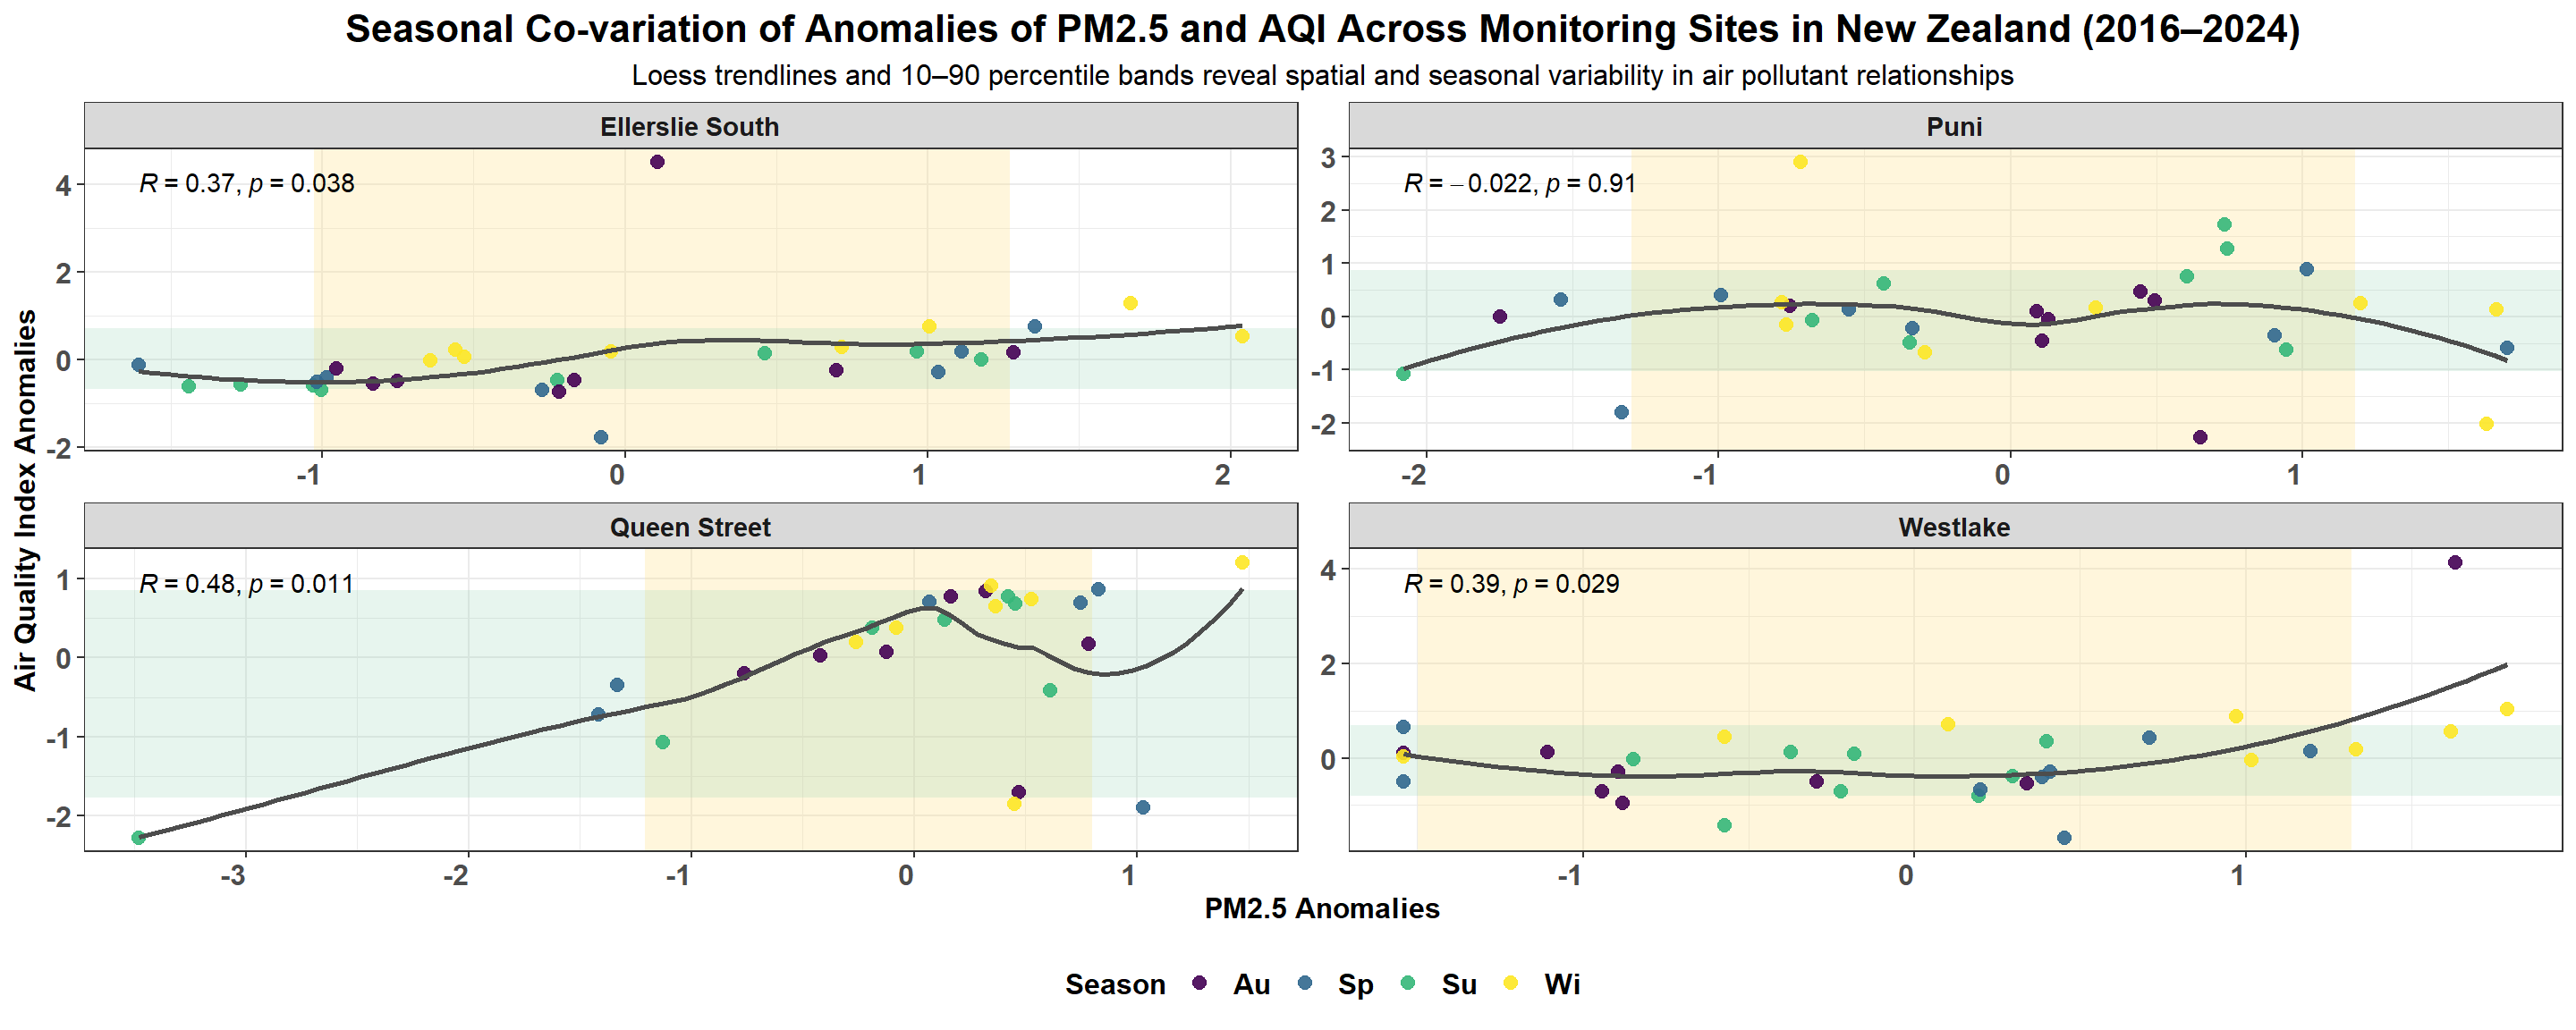 Seasonal Co-variation of Anomalies of PM2.5 and AQI Across Monitoring Sites in New Zealand (2016–2024)
Loess trendlines and 10–90 percentile bands reveal spatial and seasonal variability in air pollutant relationships
Air Quality Index Anomalies
Ellerslie South
R = 0.37, p = 0.038
4
2
0
-2
-1
0
1
2
Puni
R = −0.022, p = 0.91
3
2
1
0
-1
-2
-2
-1
0
1
Queen Street
R = 0.48, p = 0.011
1
0
-1
-2
-3
-2
-1
0
1
Westlake
R = 0.39, p = 0.029
4
2
0
-1
0
1
PM2.5 Anomalies
Season Au Sp Su Wi